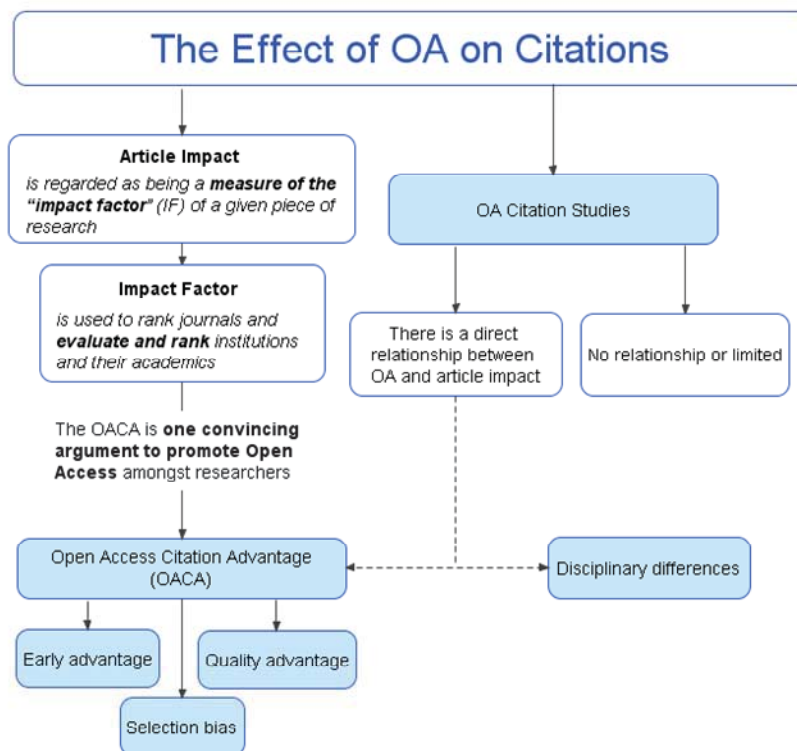 The Effect of OA on Citations
Article Impact
is regarded as being a measure of the
"impact factor" (IF) of a given piece of
research
OA Citation Studies
Impact Factor
is used to rank journals and
evaluate and rank institutions
and their academics
There is a direct
relationship between
OA and article impact
No relationship or limited
The OACA is one convincing
argument to promote Open
Access amongst researchers
Open Access Citation Advantage
(OACA)
Disciplinary differences
Early advantage
Quality advantage
Selection bias